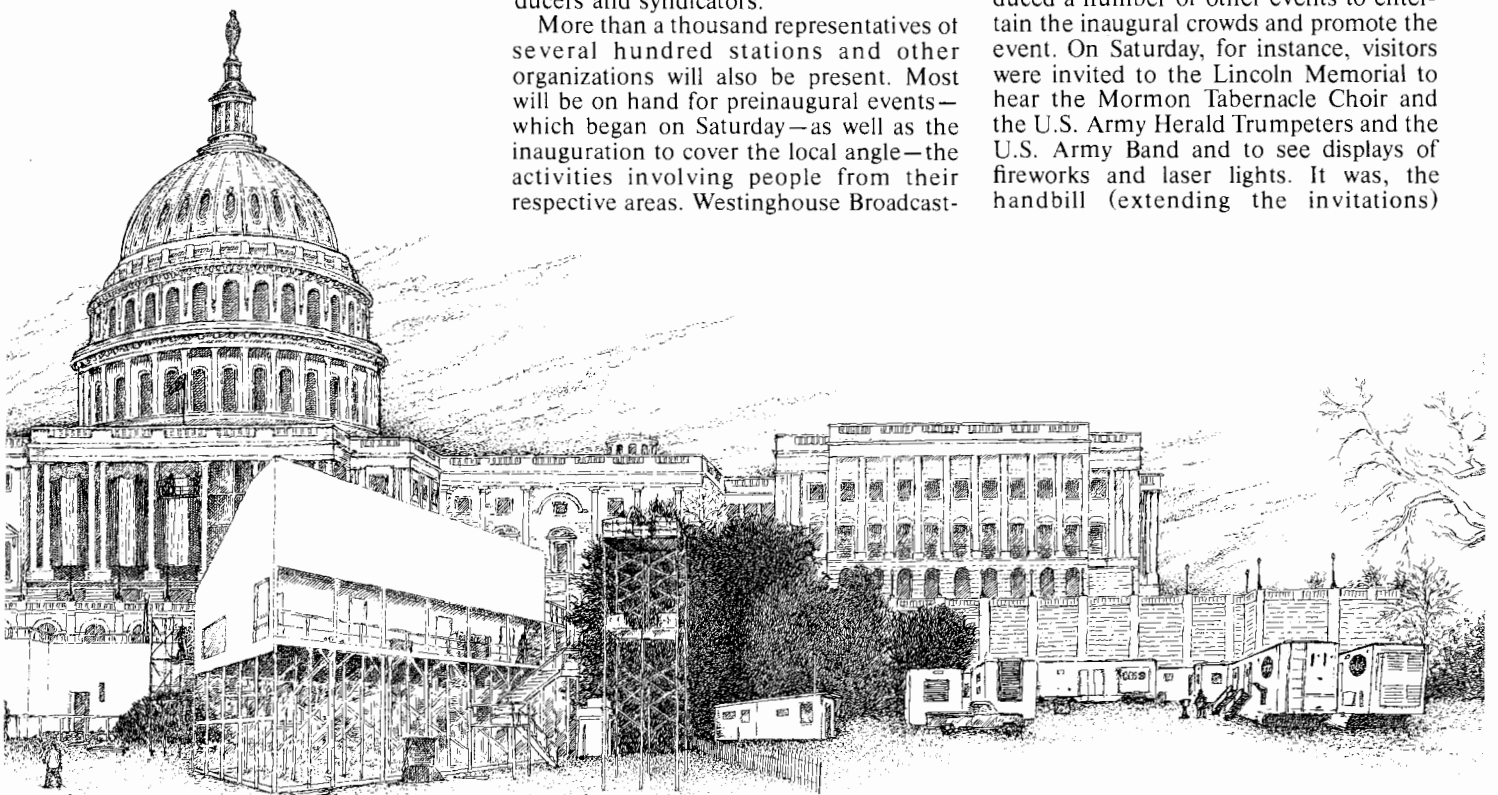 ducers and syndicators.
More than a thousand representatives of
several hundred stations and other
organizations will also be present. Most
will be on hand for preinaugural events—
which began on Saturday—as well as the
inauguration to cover the local angle—the
activities involving people from their
respective areas. Westinghouse Broadcast-
duced a number of other events to enter-
tain the inaugural crowds and promote the
event. On Saturday, for instance, visitors
were invited to the Lincoln Memorial to
hear the Mormon Tabernacle Choir and
the U.S. Army Herald Trumpeters and the
U.S. Army Band and to see displays of
fireworks and laser lights. It was, the
handbill (extending the invitations)